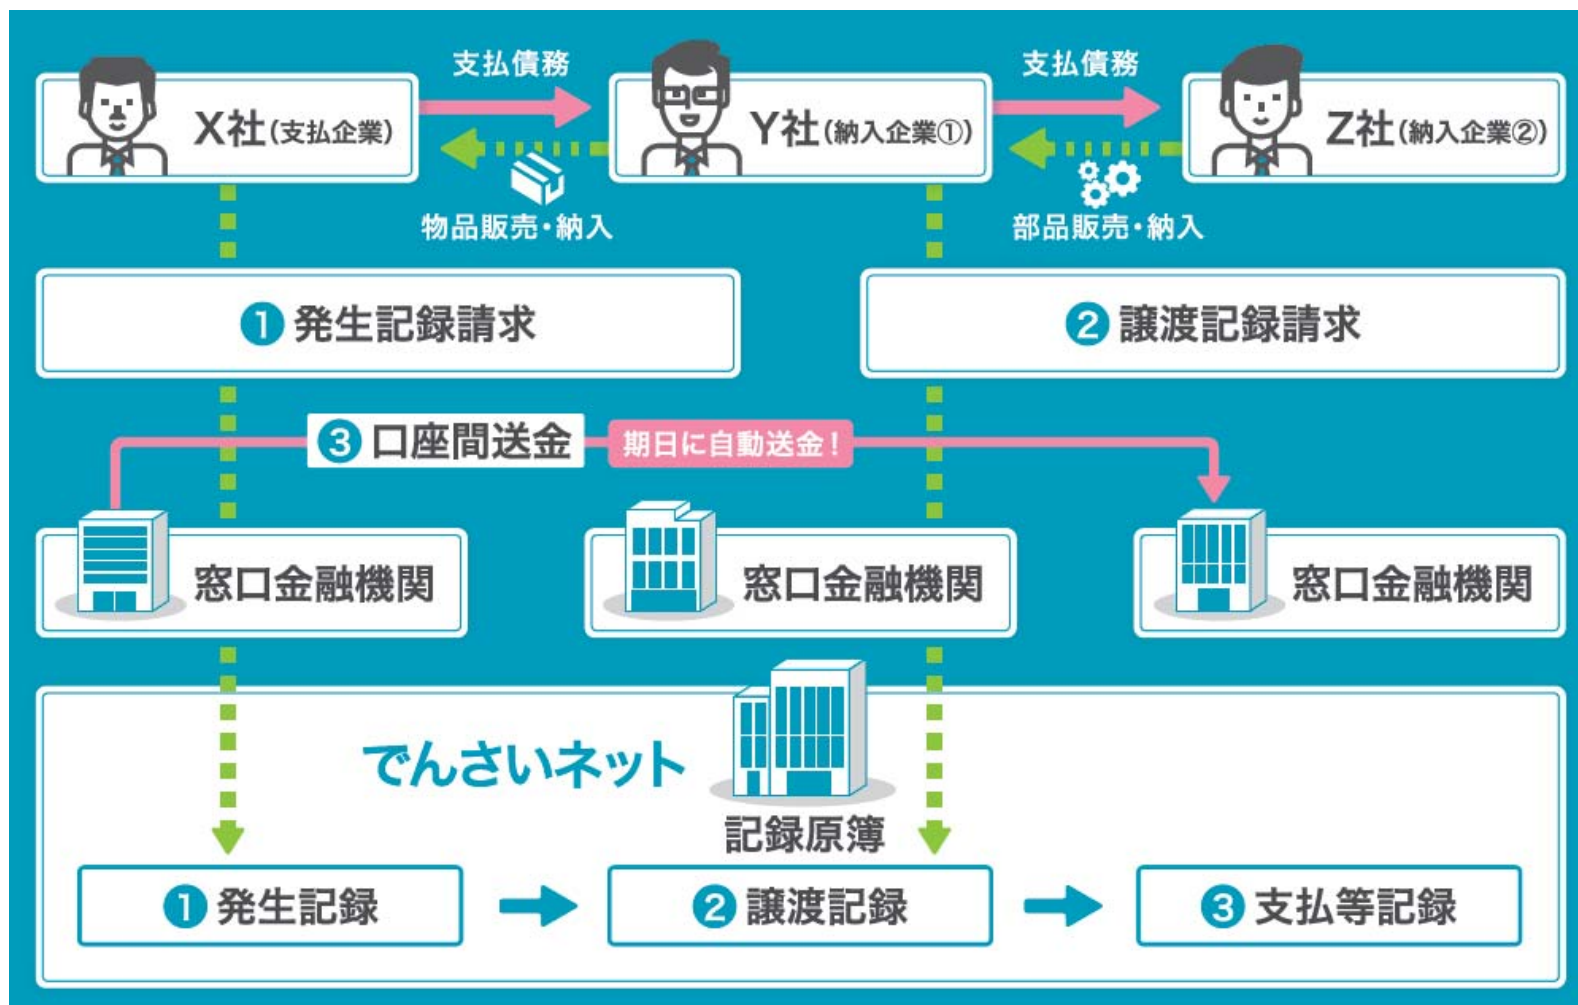 支払債務
支払債務
X社(支払企業)
Y社(納入企業①)
Z社(納入企業②)
物品販売・納入
部品販売・納入
❶発生記録請求
❷譲渡記録請求
❸口座間送金
期日に自動送金!
窓口金融機関
窓口金融機関
窓口金融機関
でんさいネット
記録原簿
❶発生記録
❷譲渡記録
❸支払等記録